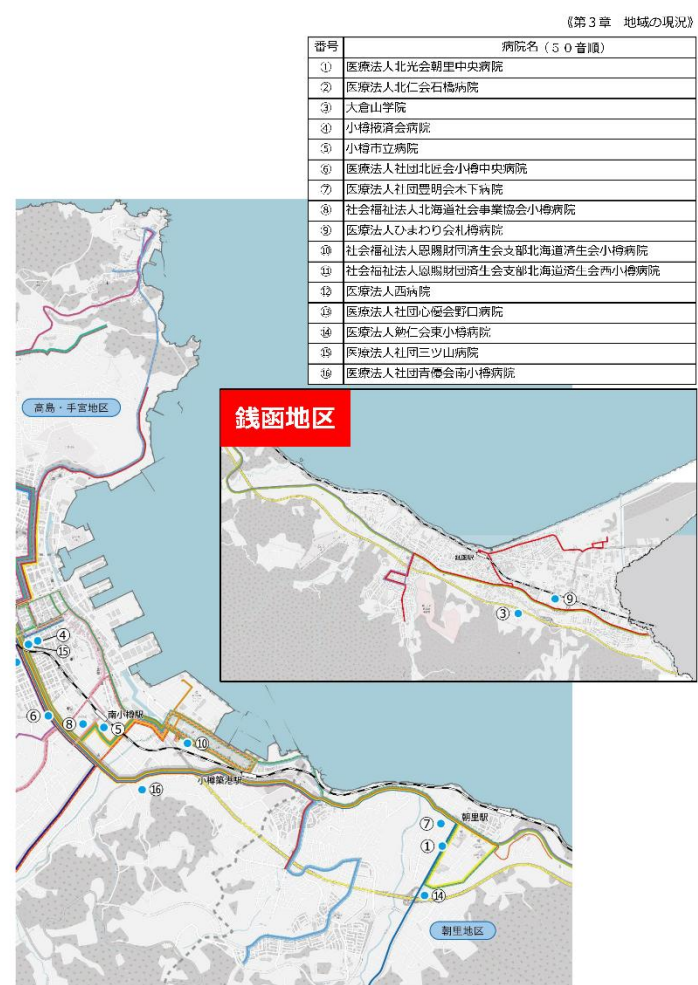 《第３章　地域の現況》
番号 病院名（５０音順）
① 医療法人北光会朝里中央病院
② 医療法人北仁会石橋病院
③ 大倉山学院
④ 小樽掖済会病院
⑤ 小樽市立病院
⑥ 医療法人社団北匠会小樽中央病院
⑦ 医療法人社団豊明会木下病院
⑧ 社会福祉法人北海道社会事業協会小樽病院
⑨ 医療法人ひまわり会札樽病院
⑩ 社会福祉法人恩賜財団済生会支部北海道済生会小樽病院
⑪ 社会福祉法人恩賜財団済生会支部北海道済生会西小樽病院
⑫ 医療法人西病院
⑬ 医療法人社団心優会野口病院
⑭ 医療法人勉仁会東小樽病院
⑮ 医療法人社団三ツ山病院
⑯ 医療法人社団青優会南小樽病院
高島・手宮地区
銭函地区
銭函駅
⑨
③
④
⑮
⑥
⑧
南小樽駅
⑤
⑩
小樽築港駅
⑯
朝里駅
⑦
①
⑭
朝里地区